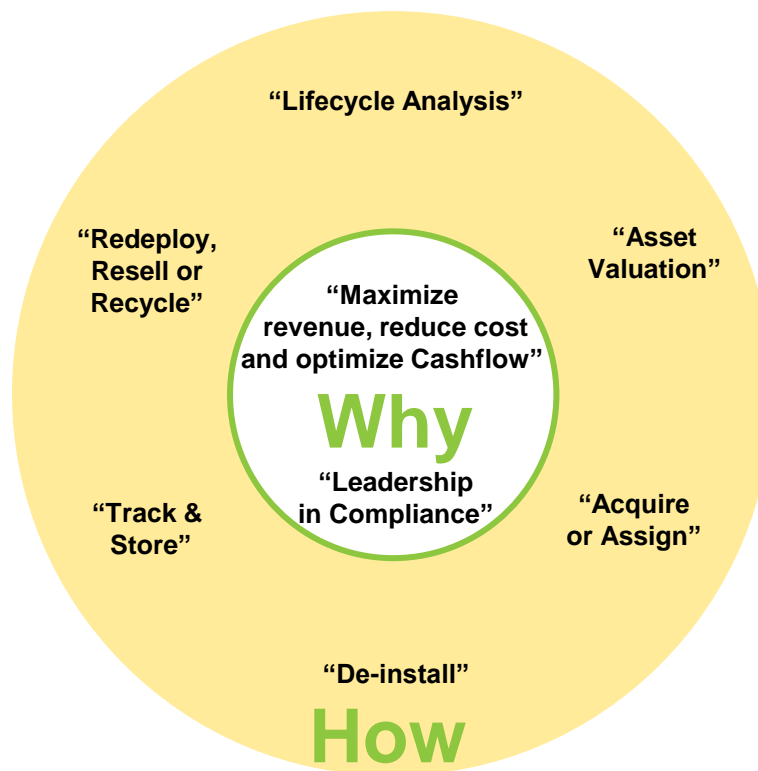 “Lifecycle Analysis”
“Redeploy,
Resell or
Recycle”
“Asset
Valuation”
“Maximize
revenue, reduce cost
and optimize Cashflow”
Why
“Leadership
in Compliance”
“Track &
Store”
“Acquire
or Assign”
“De-install”
How